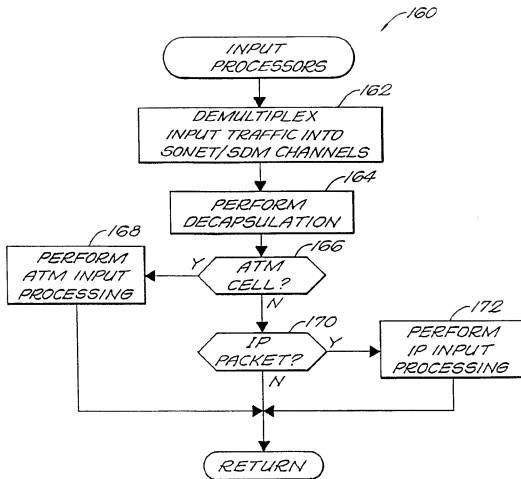 160
INPUT
PROCESSORS
162
DEMULTIPLEX
INPUT TRAFFIC INTO
SONET/SDM CHANNELS
164
PERFORM
DECAPSULATION
166
ATM
CELL?
Y
N
168
PERFORM
ATM INPUT
PROCESSING
170
IP
PACKET?
Y
N
172
PERFORM
IP INPUT
PROCESSING
RETURN